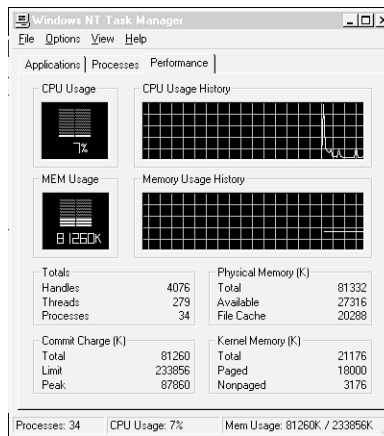 Windows NT Task Manager
File Options View Help
Applications Processes Performance
CPU Usage CPU Usage History
7%
MEM Usage Memory Usage History
81260K
Totals Physical Memory (K)
Handles 4076 Total 81332
Threads 279 Available 27316
Processes 34 File Cache 20288
Commit Charge (K) Kernel Memory (K)
Total 81260 Total 21176
Limit 233856 Paged 18000
Peak 87860 Nonpaged 3176
Processes: 34 CPU Usage: 7% Mem Usage: 81260K / 233856K